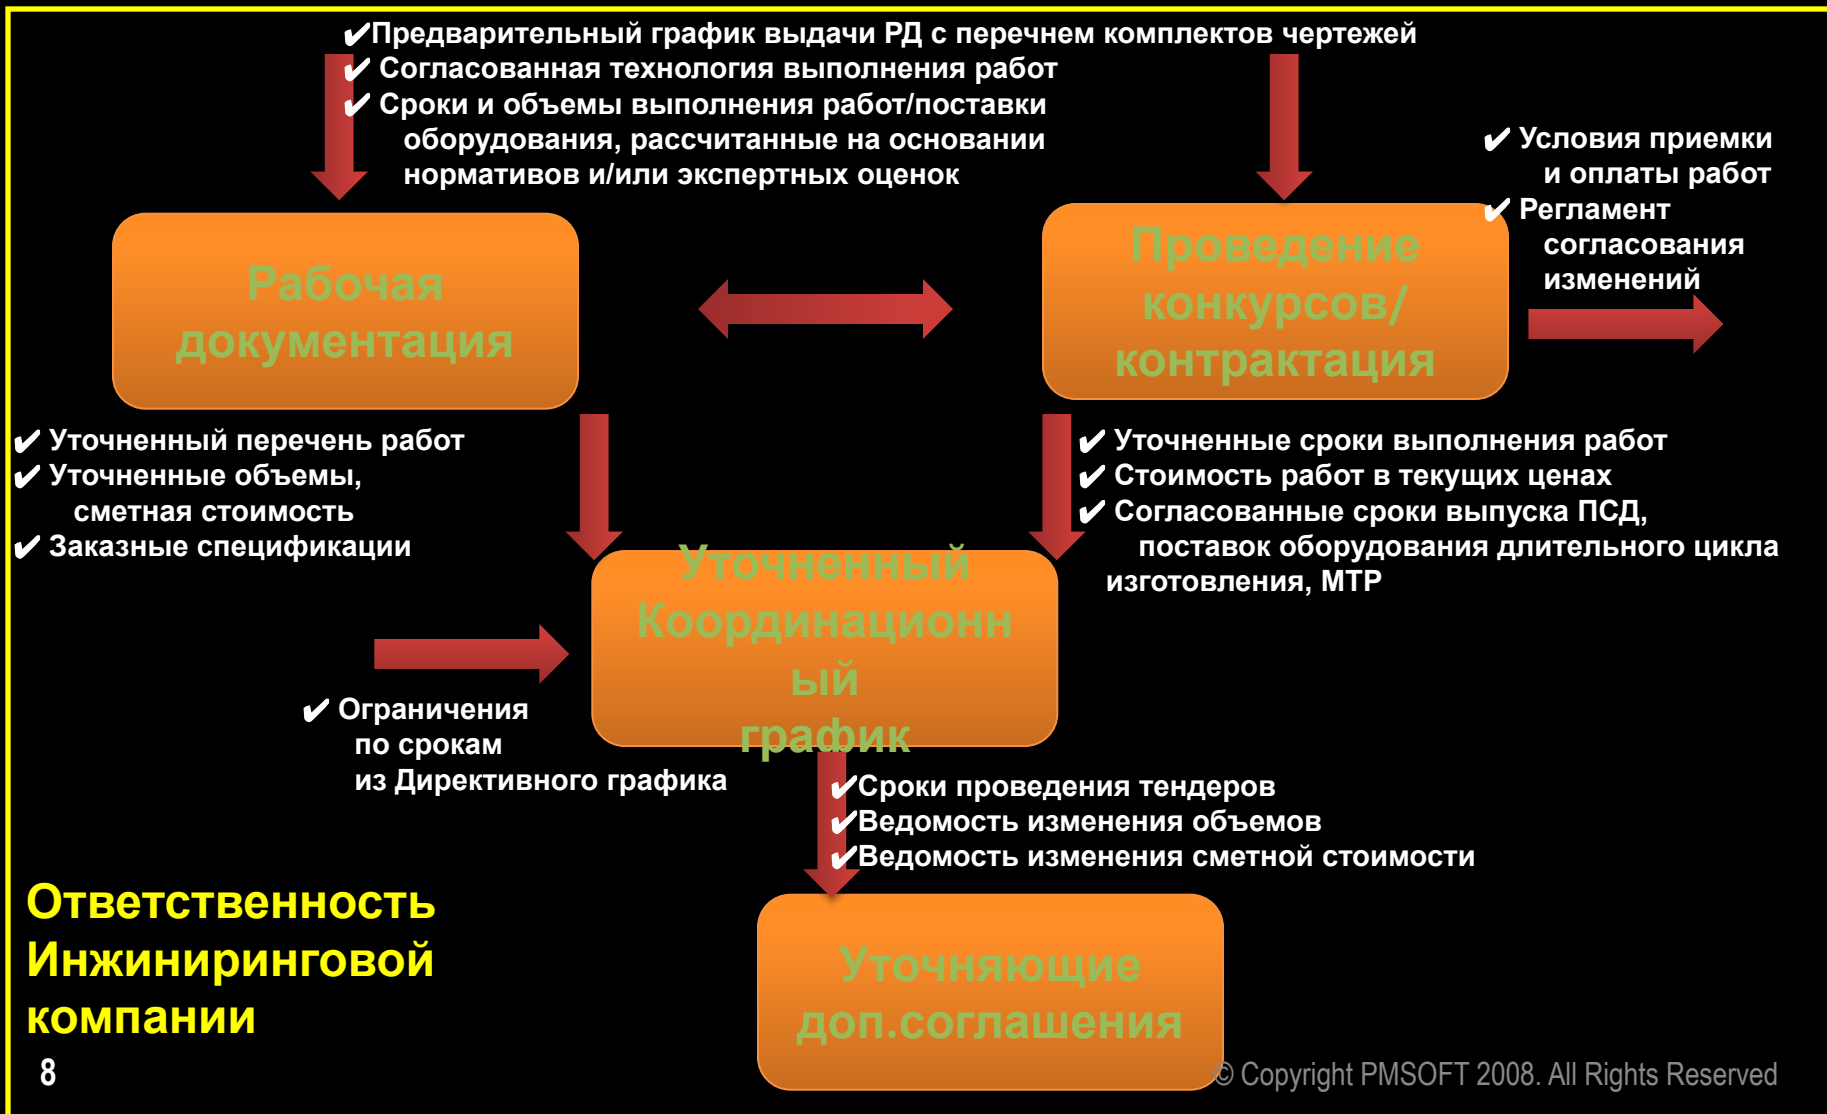 ✔Предварительный график выдачи РД с перечнем комплектов чертежей
✔ Согласованная технология выполнения работ
✔ Сроки и объемы выполнения работ/поставки
оборудования, рассчитанные на основании
нормативов и/или экспертных оценок
✔ Условия приемки
и оплаты работ
✔ Регламент
согласования
изменений
Рабочая
документация
Проведение
конкурсов/
контрактация
✔ Уточненный перечень работ
✔ Уточненные объемы,
сметная стоимость
✔ Заказные спецификации
✔ Уточненные сроки выполнения работ
✔ Стоимость работ в текущих ценах
✔ Согласованные сроки выпуска ПСД,
поставок оборудования длительного цикла
изготовления, МТР
Уточненный
Координационн
ый
график
✔ Ограничения
по срокам
из Директивного графика
✔Сроки проведения тендеров
✔Ведомость изменения объемов
✔Ведомость изменения сметной стоимости
Ответственность
Инжиниринговой
компании
Уточняющие
доп.соглашения
8
© Copyright PMSOFT 2008. All Rights Reserved